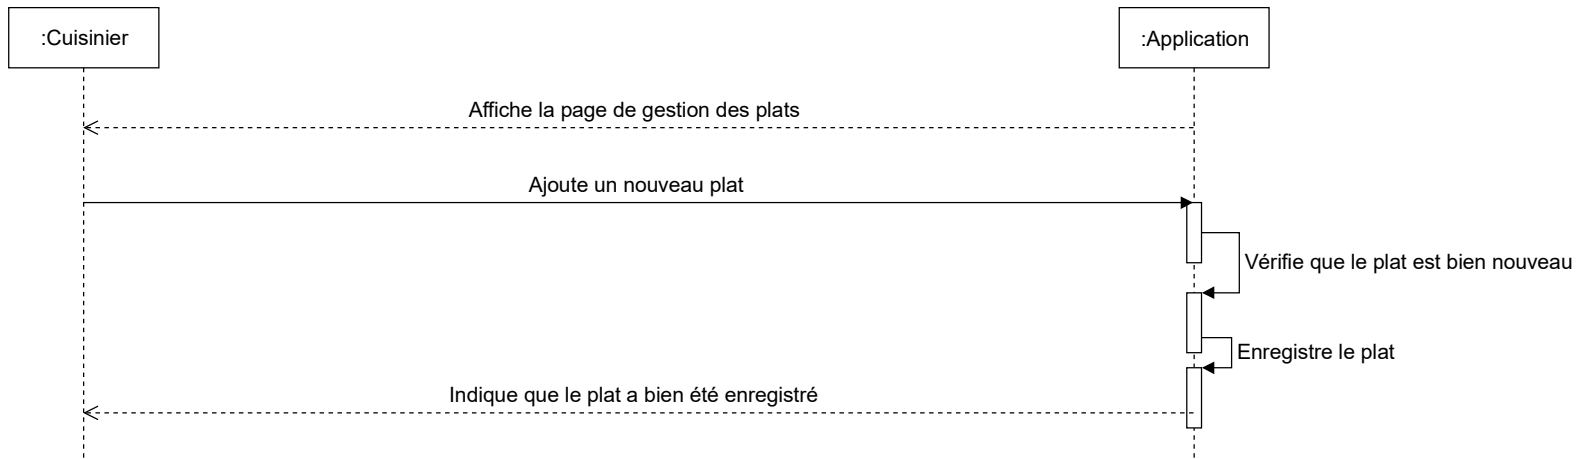 :Cuisinier
:Application
Affiche la page de gestion des plats
Ajoute un nouveau plat
Vérifie que le plat est bien nouveau
Enregistre le plat
Indique que le plat a bien été enregistré